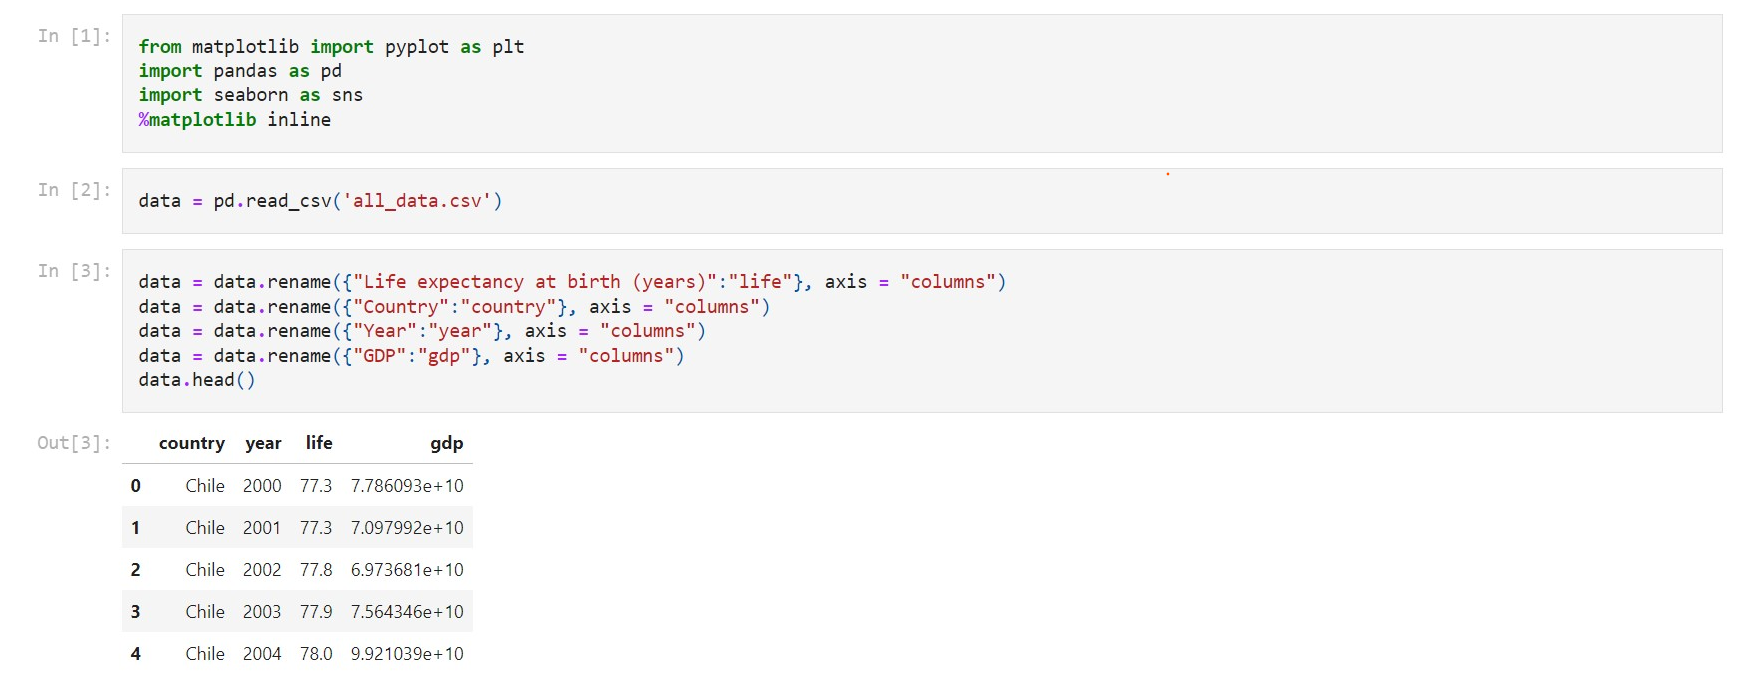 In [1]:
from matplotlib import pyplot as plt
import pandas as pd
import seaborn as sns
%matplotlib inline
In [2]:
data = pd.read_csv('all_data.csv')
In [3]:
data = data.rename({"Life expectancy at birth (years)":"life"}, axis = "columns")
data = data.rename({"Country":"country"}, axis = "columns")
data = data.rename({"Year":"year"}, axis = "columns")
data = data.rename({"GDP":"gdp"}, axis = "columns")
data.head()
Out[3]:
country year life gdp
0 Chile 2000 77.3 7.786093e+10
1 Chile 2001 77.3 7.097992e+10
2 Chile 2002 77.8 6.973681e+10
3 Chile 2003 77.9 7.564346e+10
4 Chile 2004 78.0 9.921039e+10